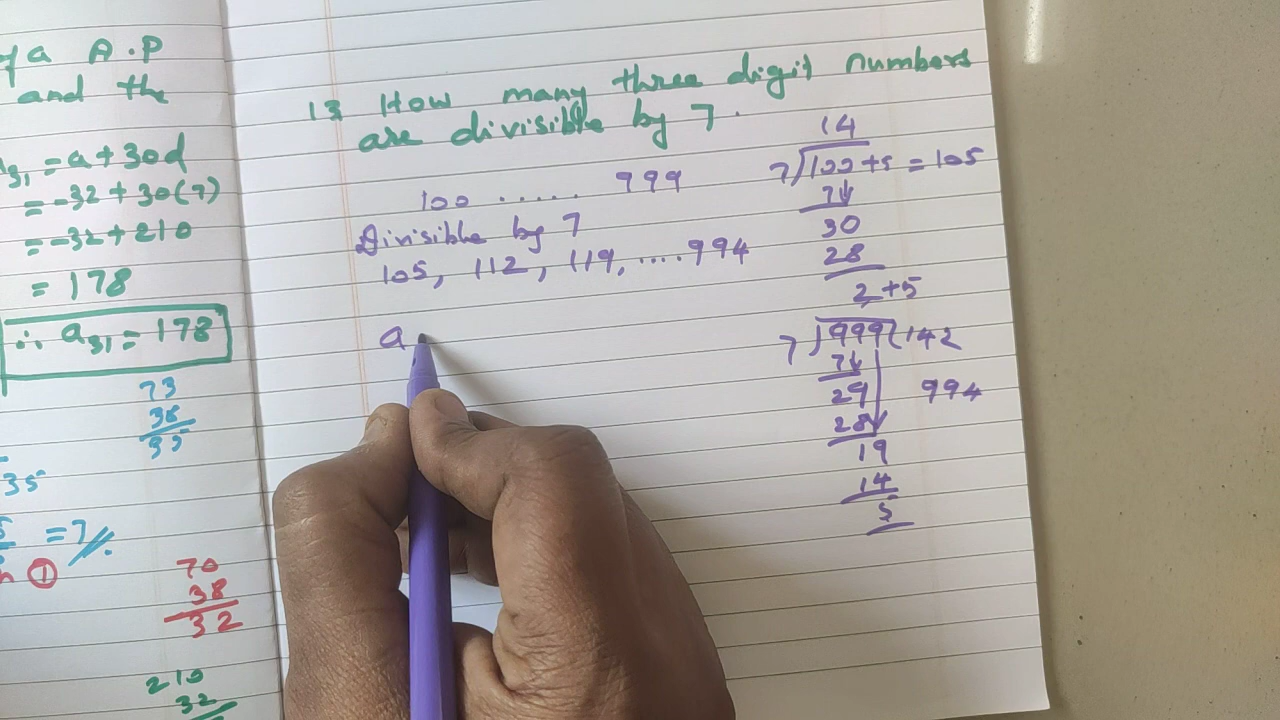 of a A.P
and the
a31 = a + 30d
= -32 + 30(7)
= -32 + 210
= 178
∴ a31 = 178
73
38
35
35
= 7//.
①
70
38
32
210
32
13 How many three digit numbers
are divisible by 7.
100 ...... 999
Divisible by 7
105, 112, 119, ....994
a
14
7)100+5 = 105
7↓
30
28
2+5
7)999(142
7↓
29 994
28
19
14
5